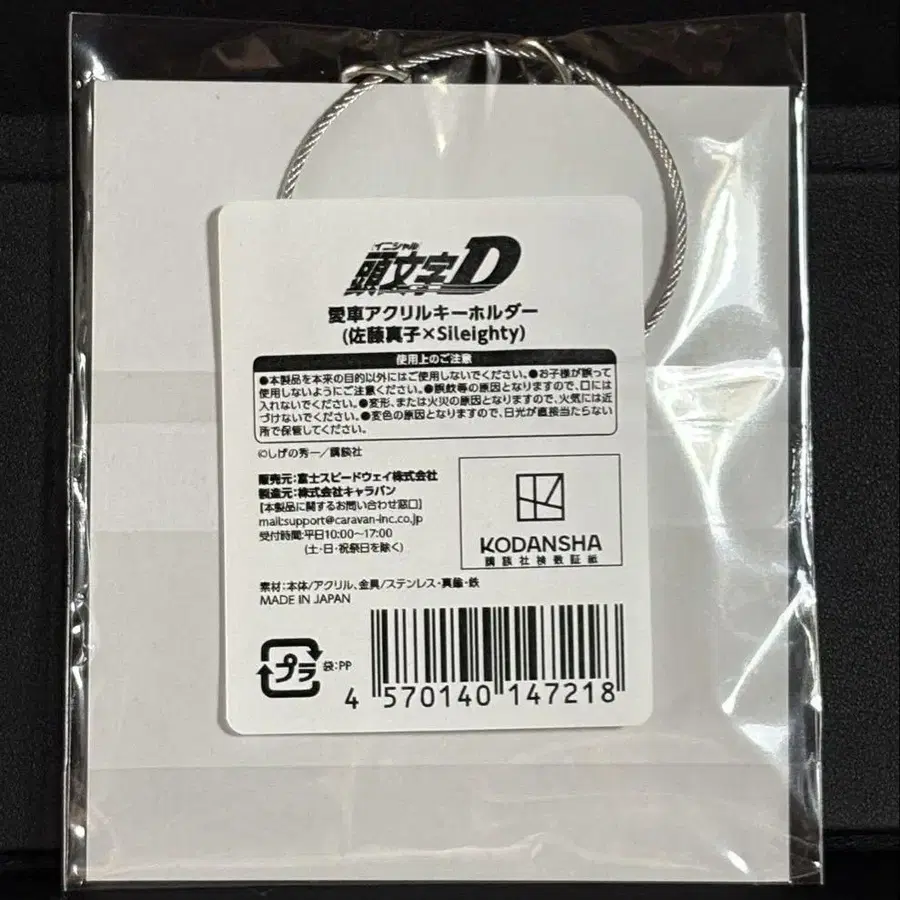 イニシャル
頭文字D
愛車アクリルキーホルダー
(佐藤真子×Sileighty)
使用上のご注意
●本製品を本来の目的以外にはご使用しないでください。●お子様が誤って
使用しないようにご注意ください。●誤飲等の原因となりますので、口には
入れないでください。●変形、または火災の原因となりますので、火気には近
づけないでください。●変色の原因となりますので、日光が直接当たらない
所で保管してください。
©しげの秀一／講談社
販売元:富士スピードウェイ株式会社
製造元:株式会社キャラバン
[本製品に関するお問い合わせ窓口]
mail:support@caravan-inc.co.jp
受付時間:平日10:00〜17:00
(土・日・祝祭日を除く)
KODANSHA
講談社検数証紙
素材:本体/アクリル、金具/ステンレス・真鍮・鉄
MADE IN JAPAN
プラ
袋:PP
4 570140 147218